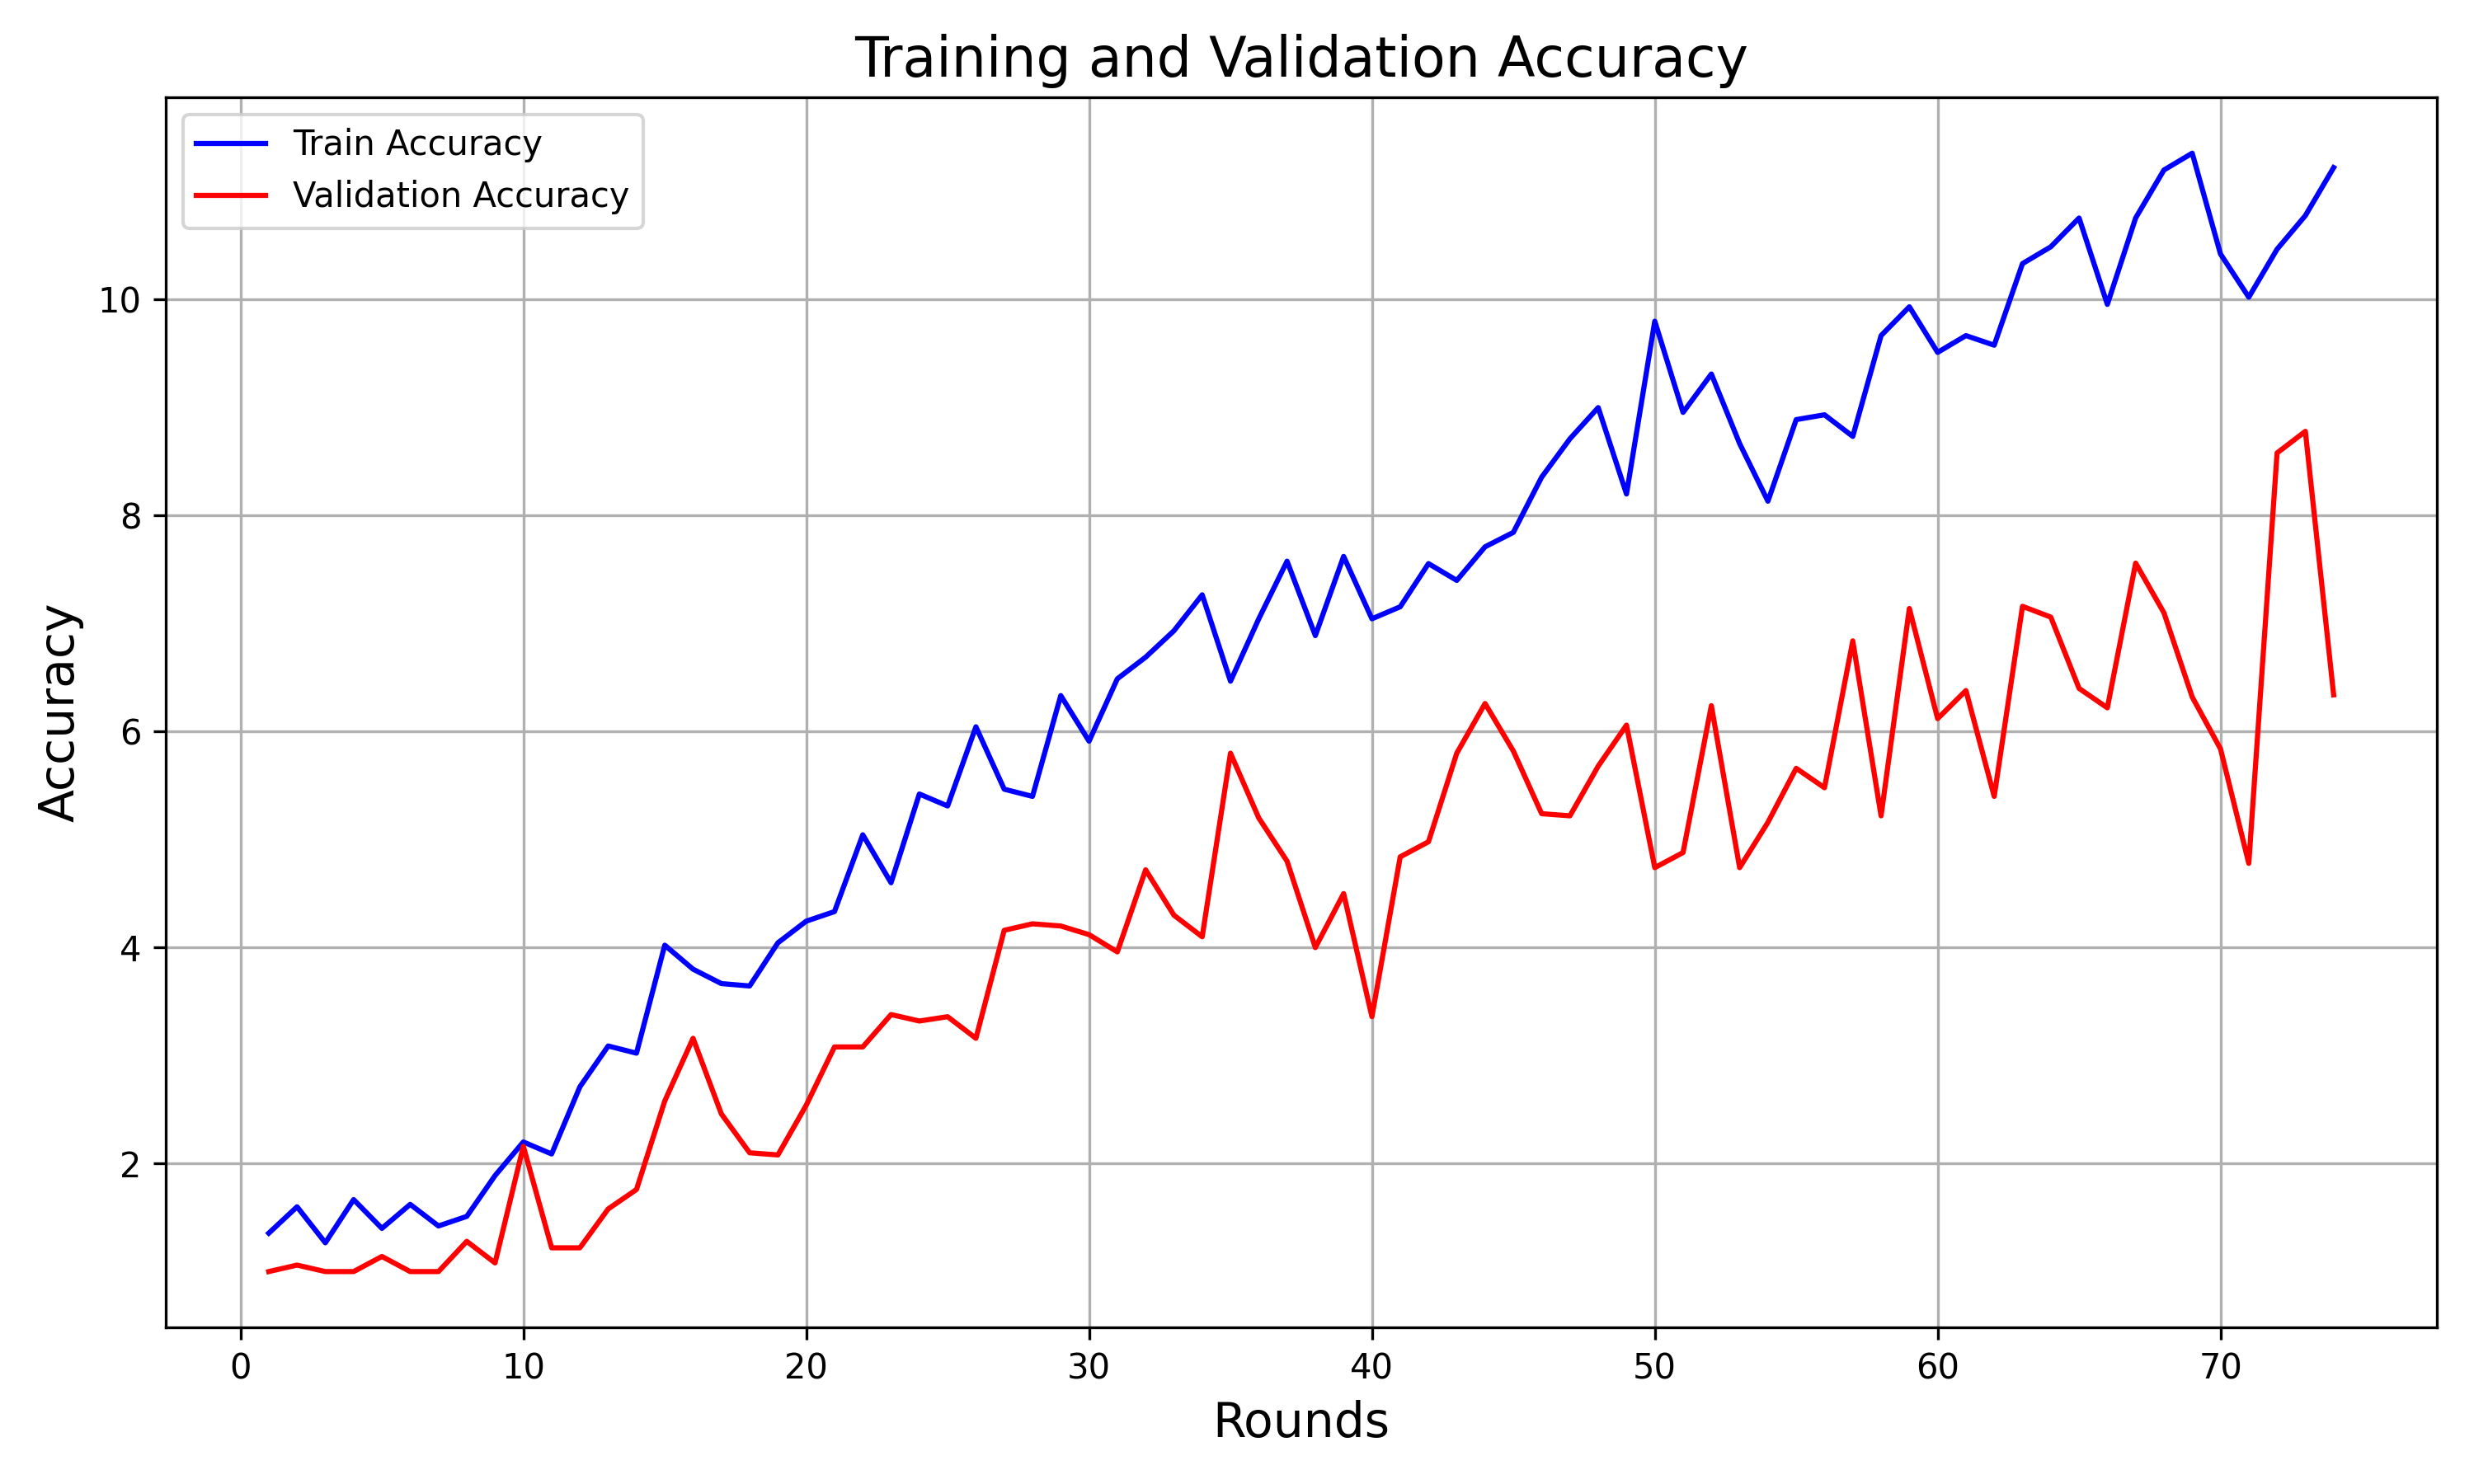 Training and Validation Accuracy
Train Accuracy
Validation Accuracy
Accuracy
10
8
6
4
2
0 10 20 30 40 50 60 70
Rounds